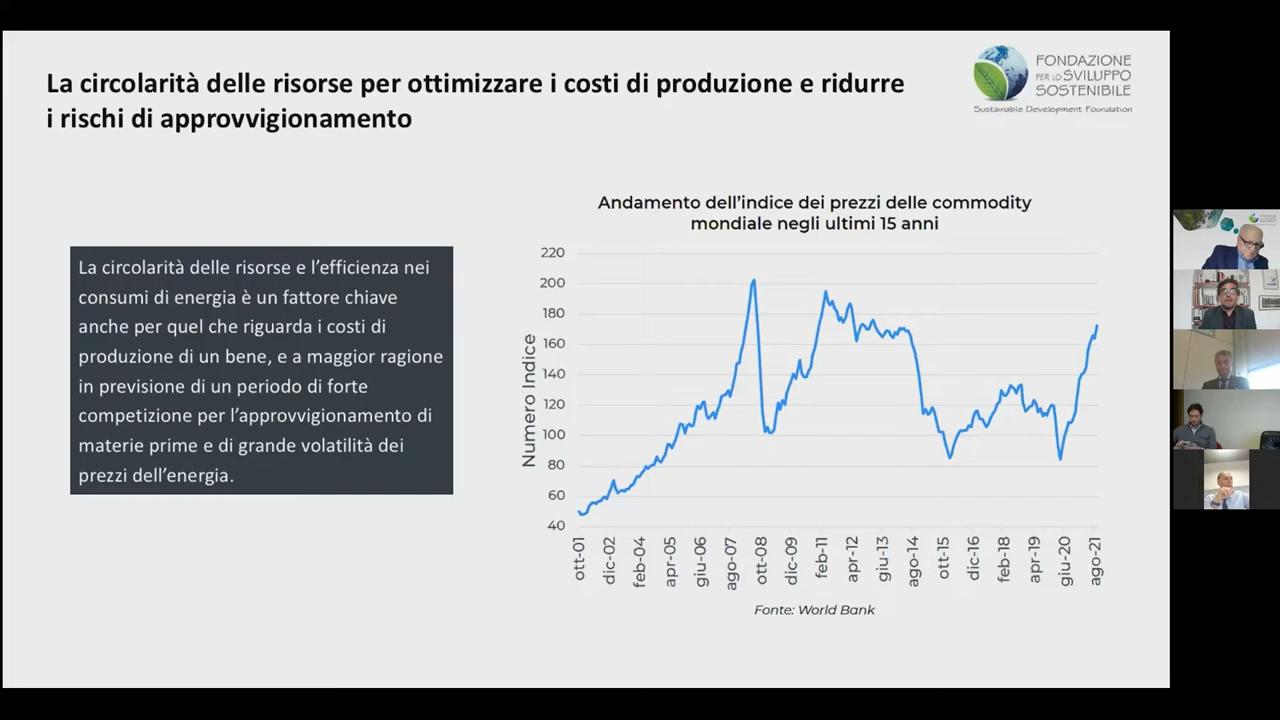 La circolarità delle risorse per ottimizzare i costi di produzione e ridurre
i rischi di approvvigionamento
FONDAZIONE
PER LO SVILUPPO
SOSTENIBILE
Sustainable Development Foundation
La circolarità delle risorse e l'efficienza nei
consumi di energia è un fattore chiave
anche per quel che riguarda i costi di
produzione di un bene, e a maggior ragione
in previsione di un periodo di forte
competizione per l'approvvigionamento di
materie prime e di grande volatilità dei
prezzi dell'energia.
Andamento dell'indice dei prezzi delle commodity
mondiale negli ultimi 15 anni
Numero Indice
220
200
180
160
140
120
100
80
60
40
ott-01
dic-02
feb-04
apr-05
giu-06
ago-07
ott-08
dic-09
feb-11
apr-12
giu-13
ago-14
ott-15
dic-16
feb-18
apr-19
giu-20
ago-21
Fonte: World Bank